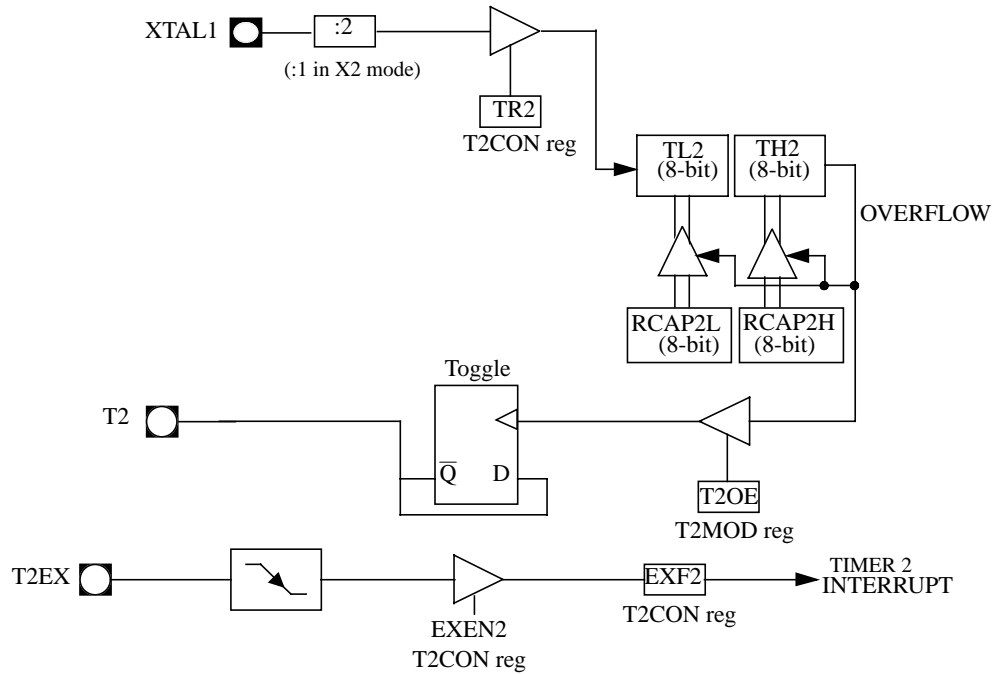 XTAL1
:2
(:1 in X2 mode)
TR2
T2CON reg
TL2
(8-bit)
TH2
(8-bit)
OVERFLOW
RCAP2L
(8-bit)
RCAP2H
(8-bit)
Toggle
T2
Q̅
D
T2OE
T2MOD reg
T2EX
EXEN2
T2CON reg
EXF2
T2CON reg
TIMER 2
INTERRUPT